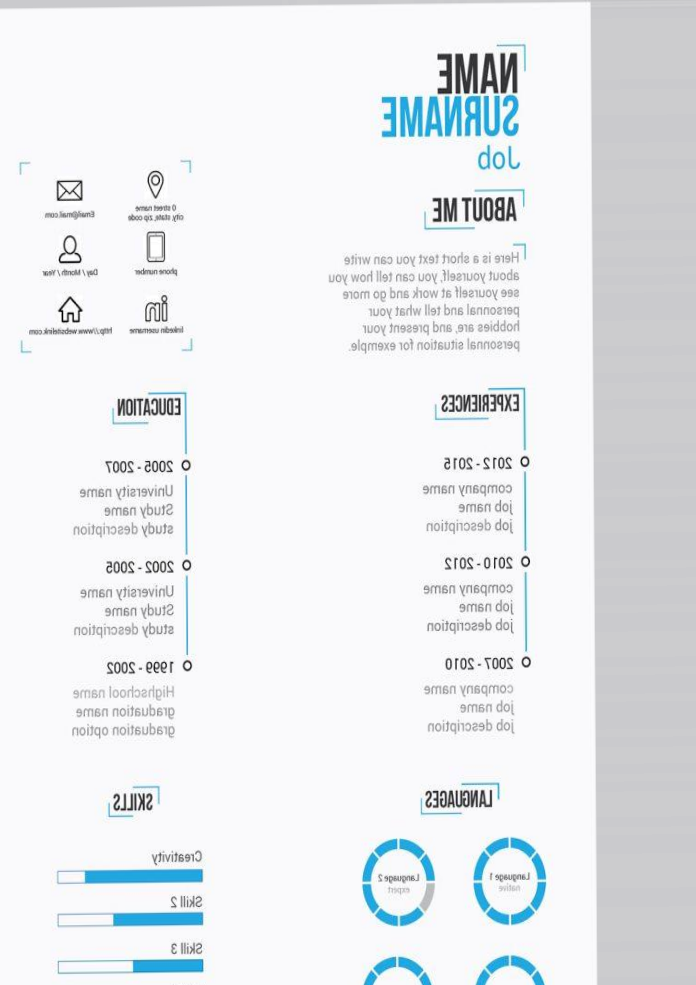 NAME
SURNAME
Job
ABOUT ME
Here is a short text you can write
about yourself, you can tell how you
see yourself at work and go more
personnal and tell what your
hobbies are, and present your
personnal situation for exemple.
0 street name
city, state, zip code
Email@mail.com
phone number
Day / Month / Year
linkedin username
http://www.websitelink.com
EXPERIENCES
2012 - 2015
company name
job name
job description
2010 - 2012
company name
job name
job description
2007 - 2010
company name
job name
job description
EDUCATION
2005 - 2007
University name
Study name
study description
2002 - 2005
University name
Study name
study description
1999 - 2002
Highschool name
graduation name
graduation option
LANGUAGES
Language 1
native
Language 2
expert
SKILLS
Creativity
Skill 2
Skill 3